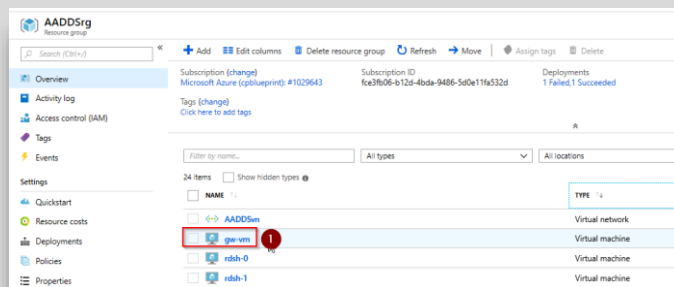 AADDSrg
Resource group
Search (Ctrl+/)
Overview
Activity log
Access control (IAM)
Tags
Events
Settings
Quickstart
Resource costs
Deployments
Policies
Properties
Add Edit columns Delete resource group Refresh Move Assign tags Delete
Subscription (change) Subscription ID Deployments
Microsoft Azure (cpblueprint): #1029643 fce3fb06-b12d-4bda-9486-5d0e11fa532d 1 Failed,1 Succeeded
Tags (change)
Click here to add tags
Filter by name... All types All locations
24 items Show hidden types
NAME TYPE
AADDSvn Virtual network
gw-vm 1 Virtual machine
rdsh-0 Virtual machine
rdsh-1 Virtual machine